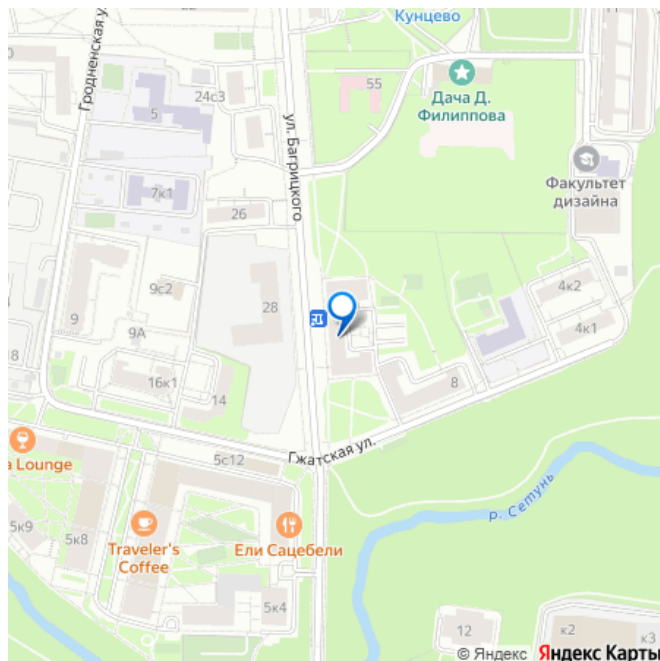 Кунцево
Гродненская ул.
24с3
5
ул. Багрицкого
55
Дача Д.
Филиппова
Факультет
дизайна
7к1
26
9с2
28
9
9А
4к2
4к1
18
16к1
14
8
Гжатская ул.
5с12
a Lounge
р. Сетунь
5к9
5к8
Traveler's
Coffee
Ели Сацебели
5к4
12
к2
к3
© Яндекс Яндекс Карты